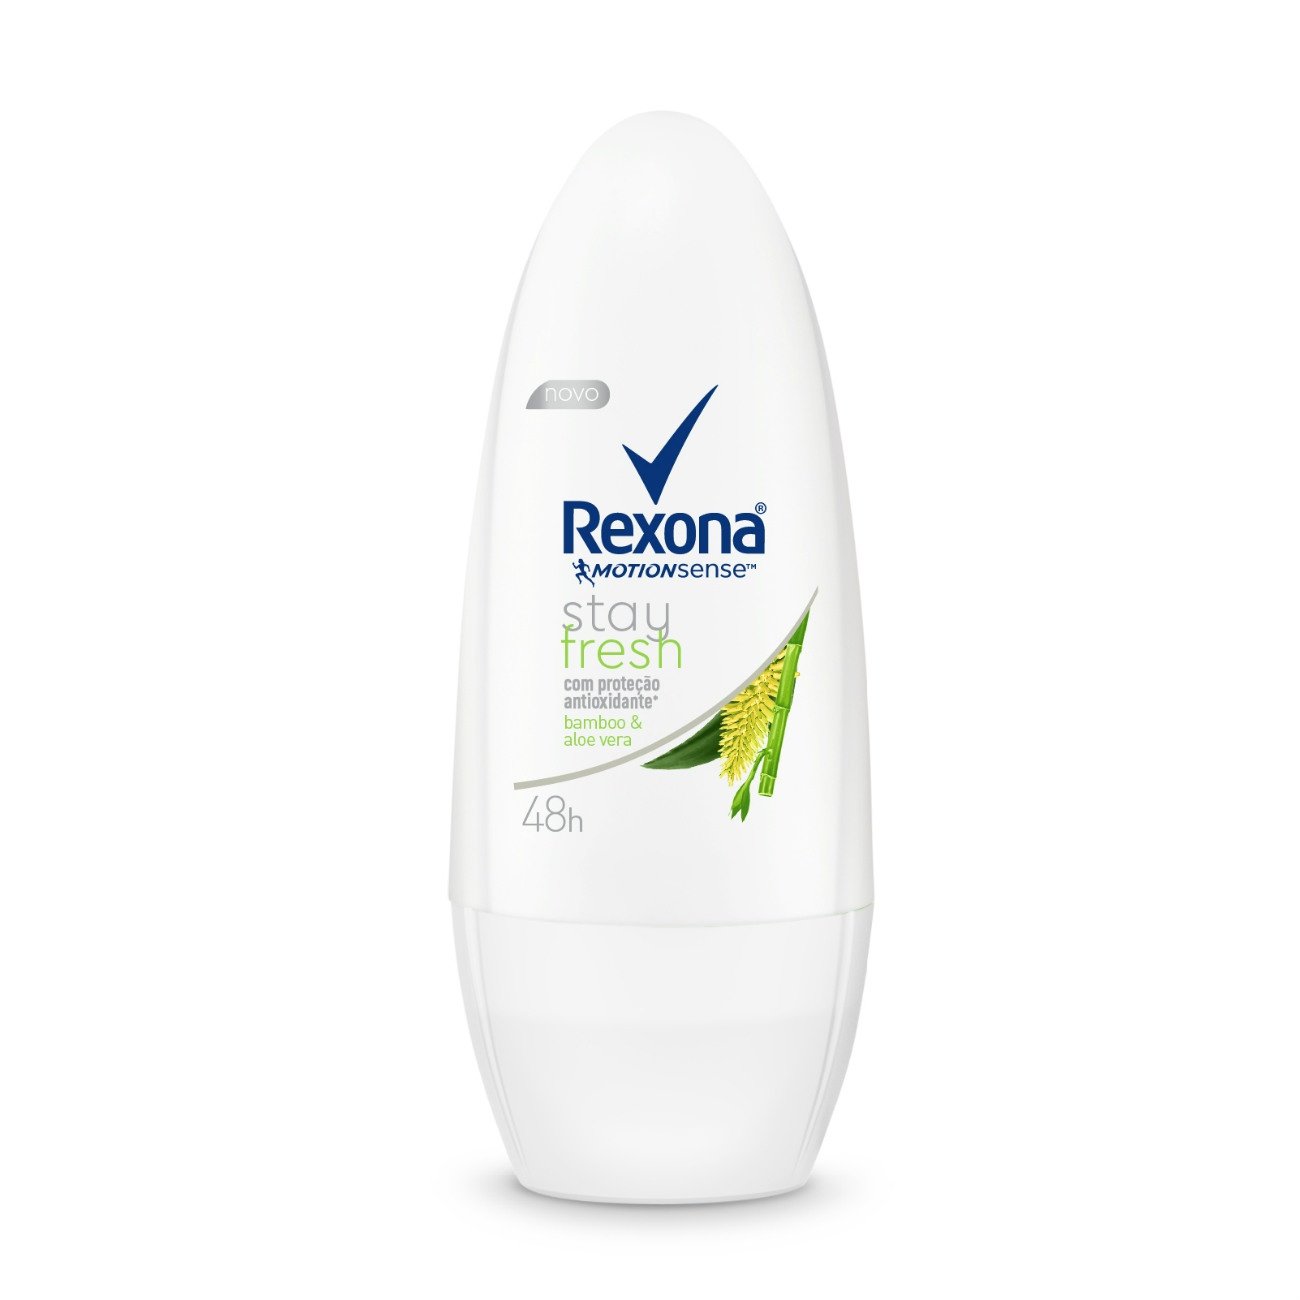 novo
Rexona®
MOTIONsense™
stay
fresh
com proteção
antioxidante*
bamboo &
aloe vera
48h